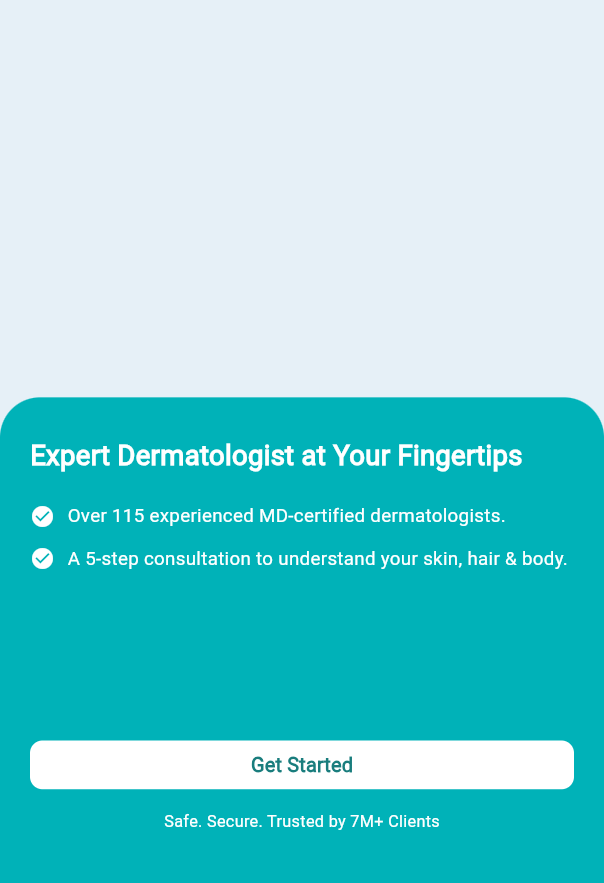 Expert Dermatologist at Your Fingertips
Over 115 experienced MD-certified dermatologists.
A 5-step consultation to understand your skin, hair & body.
Get Started
Safe. Secure. Trusted by 7M+ Clients